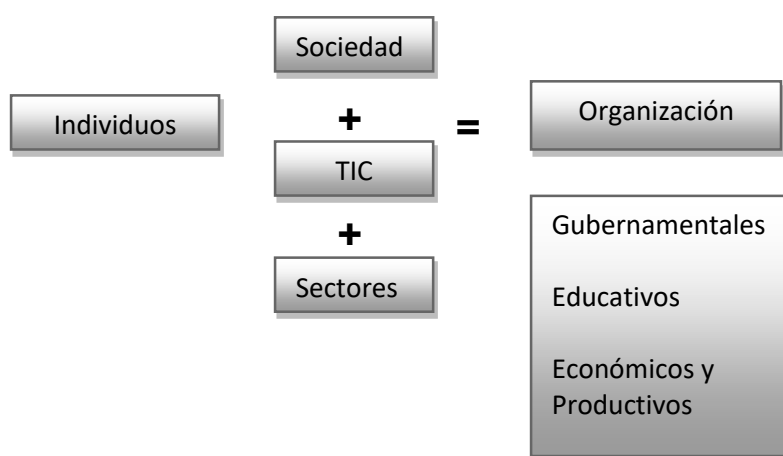 Individuos
Sociedad
+
TIC
+
Sectores
=
Organización
Gubernamentales
Educativos
Económicos y
Productivos